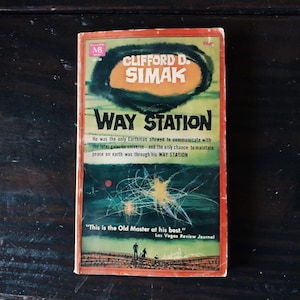 MB
CLIFFORD D.
SIMAK
WAY STATION
He was the only Earthman allowed to communicate with
the inter-galactic universe - and the only chance to maintain
peace on earth was through his WAY STATION
"This is the Old Master at his best."
Las Vegas Review Journal